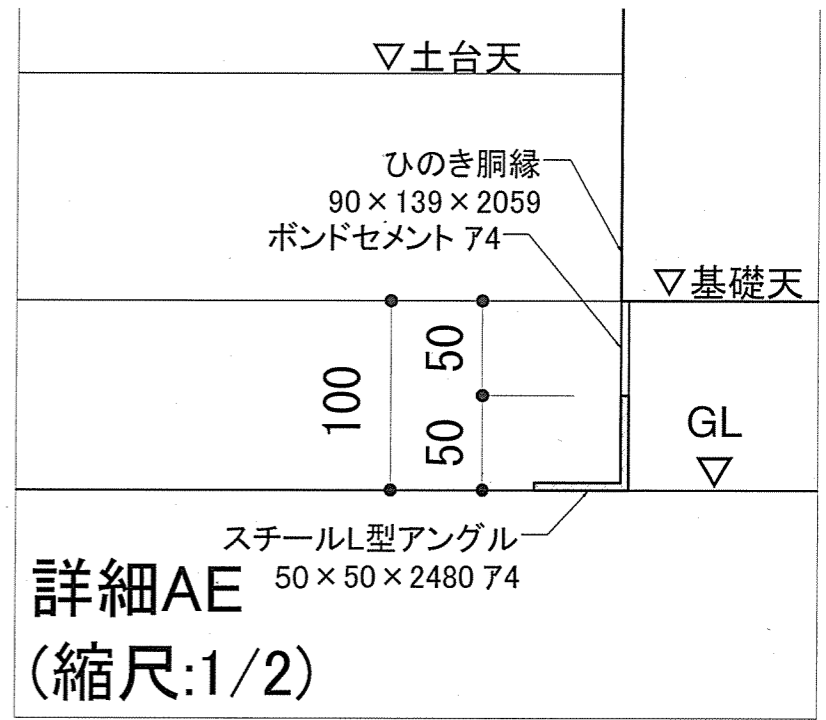 ▽土台天
ひのき胴縁
90×139×2059
ボンドセメント ｱ4
▽基礎天
50
100
50
GL
▽
スチールL型アングル
50×50×2480 ｱ4
詳細AE
(縮尺:1/2)